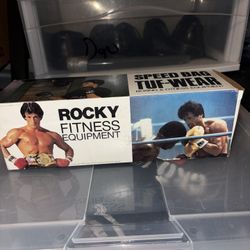 SPEED BAG
TUF-WEAR
ROCKY
FITNESS
EQUIPMENT